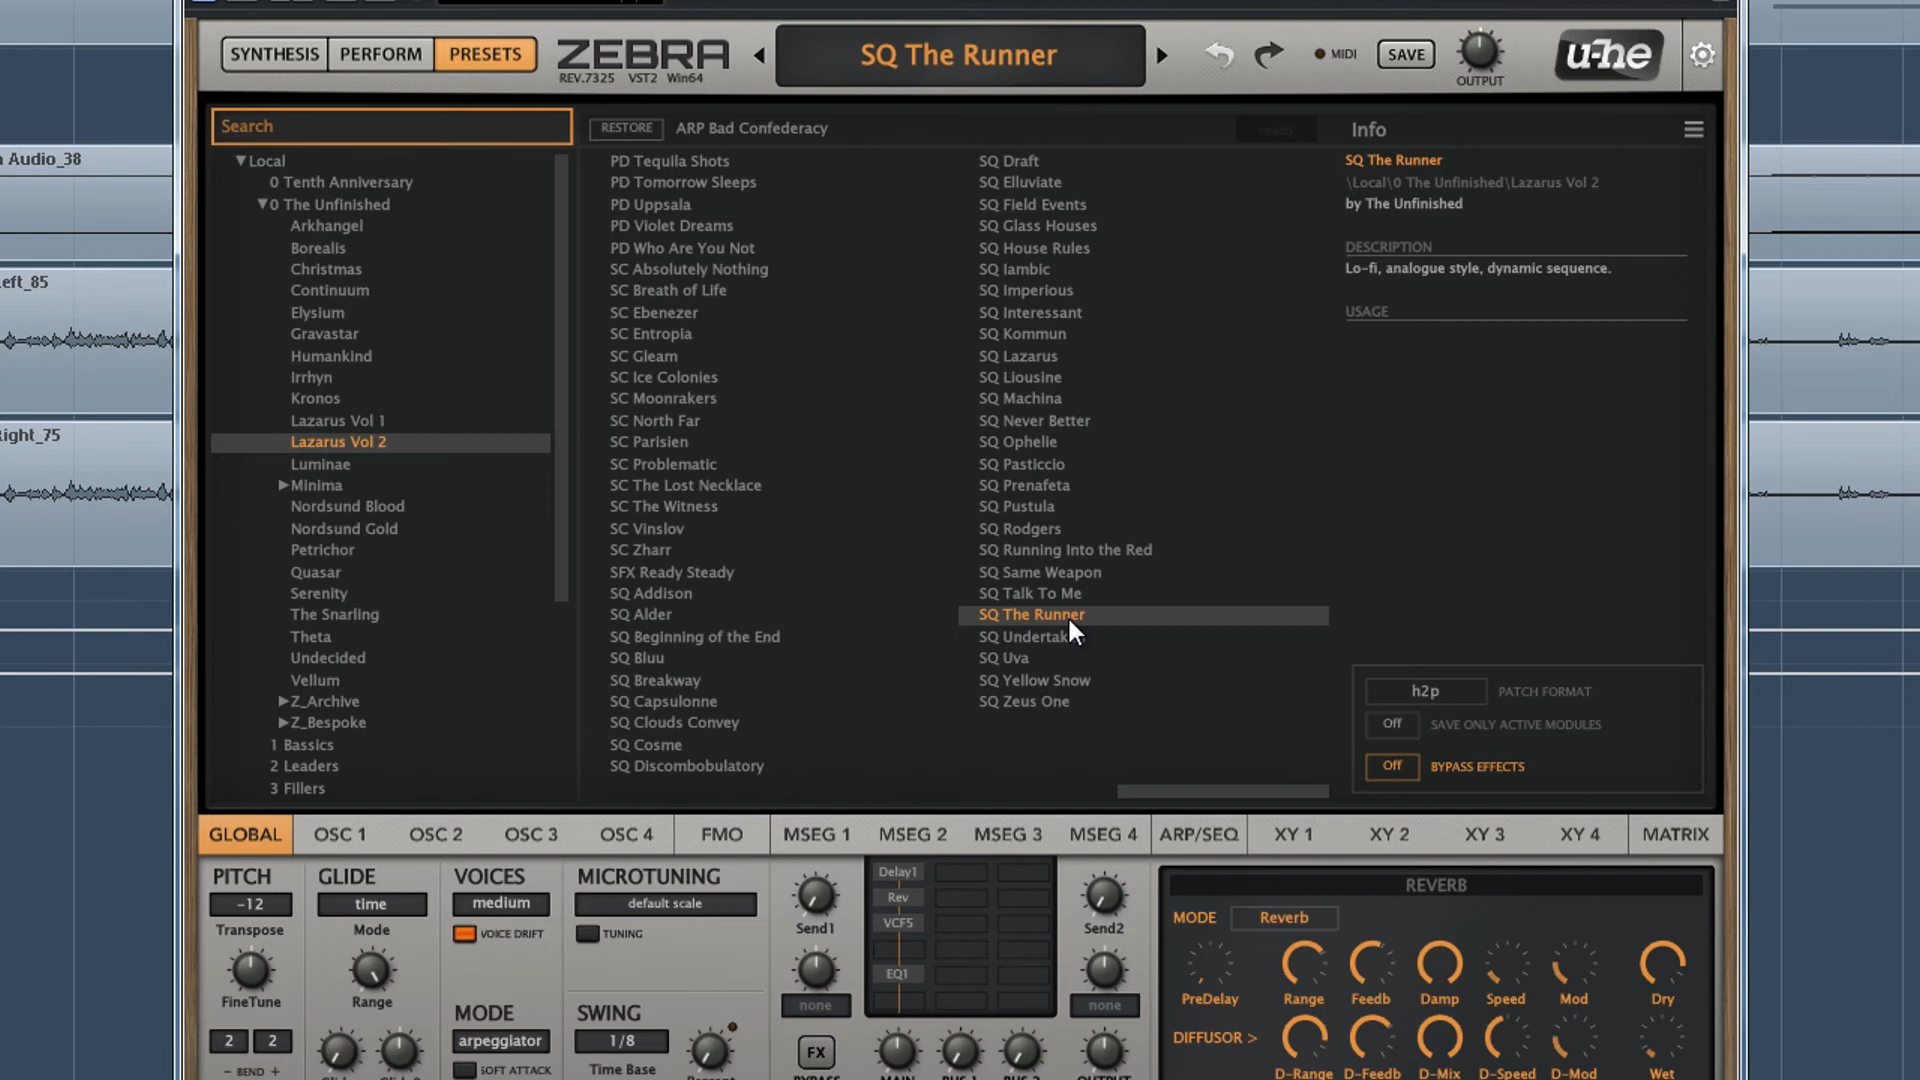 SYNTHESIS PERFORM PRESETS
ZEBRA
REV.7325 VST2 Win64
SQ The Runner
MIDI
SAVE
OUTPUT
u-he
Search
Local
0 Tenth Anniversary
0 The Unfinished
Arkhangel
Borealis
Christmas
Continuum
Elysium
Gravastar
Humankind
Irrhyn
Kronos
Lazarus Vol 1
Lazarus Vol 2
Luminae
Minima
Nordsund Blood
Nordsund Gold
Petrichor
Quasar
Serenity
The Snarling
Theta
Undecided
Vellum
Z_Archive
Z_Bespoke
1 Bassics
2 Leaders
3 Fillers
RESTORE ARP Bad Confederacy
ready
PD Tequila Shots
PD Tomorrow Sleeps
PD Uppsala
PD Violet Dreams
PD Who Are You Not
SC Absolutely Nothing
SC Breath of Life
SC Ebenezer
SC Entropia
SC Gleam
SC Ice Colonies
SC Moonrakers
SC North Far
SC Parisien
SC Problematic
SC The Lost Necklace
SC The Witness
SC Vinslov
SC Zharr
SFX Ready Steady
SQ Addison
SQ Alder
SQ Beginning of the End
SQ Bluu
SQ Breakway
SQ Capsulonne
SQ Clouds Convey
SQ Cosme
SQ Discombobulatory
SQ Draft
SQ Elluviate
SQ Field Events
SQ Glass Houses
SQ House Rules
SQ Iambic
SQ Imperious
SQ Interessant
SQ Kommun
SQ Lazarus
SQ Liousine
SQ Machina
SQ Never Better
SQ Ophelie
SQ Pasticcio
SQ Prenafeta
SQ Pustula
SQ Rodgers
SQ Running Into the Red
SQ Same Weapon
SQ Talk To Me
SQ The Runner
SQ Undertak
SQ Uva
SQ Yellow Snow
SQ Zeus One
Info
SQ The Runner
\Local\0 The Unfinished\Lazarus Vol 2
by The Unfinished
DESCRIPTION
Lo-fi, analogue style, dynamic sequence.
USAGE
h2p PATCH FORMAT
Off SAVE ONLY ACTIVE MODULES
Off BYPASS EFFECTS
n Audio_38
eft_85
Right_75
GLOBAL OSC 1 OSC 2 OSC 3 OSC 4 FMO MSEG 1 MSEG 2 MSEG 3 MSEG 4 ARP/SEQ XY 1 XY 2 XY 3 XY 4 MATRIX
PITCH
-12
Transpose
FineTune
2 2
- BEND +
GLIDE
time
Mode
Range
VOICES
medium
VOICE DRIFT
MODE
arpeggiator
SOFT ATTACK
MICROTUNING
default scale
TUNING
SWING
1/8
Time Base
Send1
none
FX
Delay1
Rev
VCF5
EQ1
Send2
none
REVERB
MODE Reverb
PreDelay Range Feedb Damp Speed Mod Dry
DIFFUSOR >
D-Range D-Feedb D-Mix D-Speed D-Mod Wet